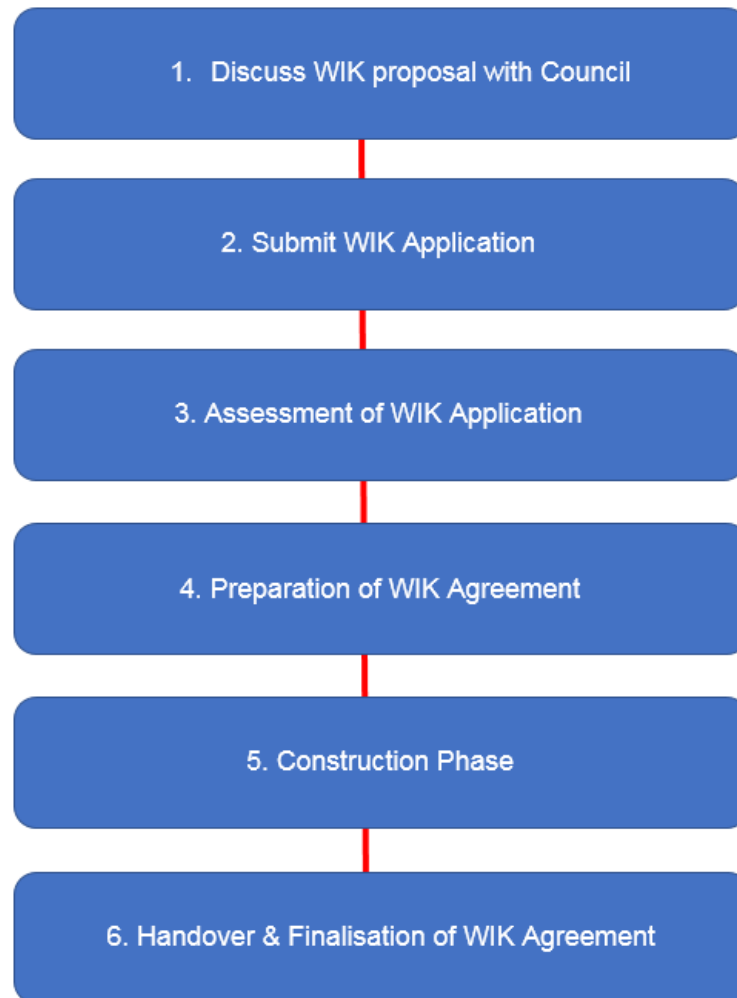 1. Discuss WIK proposal with Council
2. Submit WIK Application
3. Assessment of WIK Application
4. Preparation of WIK Agreement
5. Construction Phase
6. Handover & Finalisation of WIK Agreement